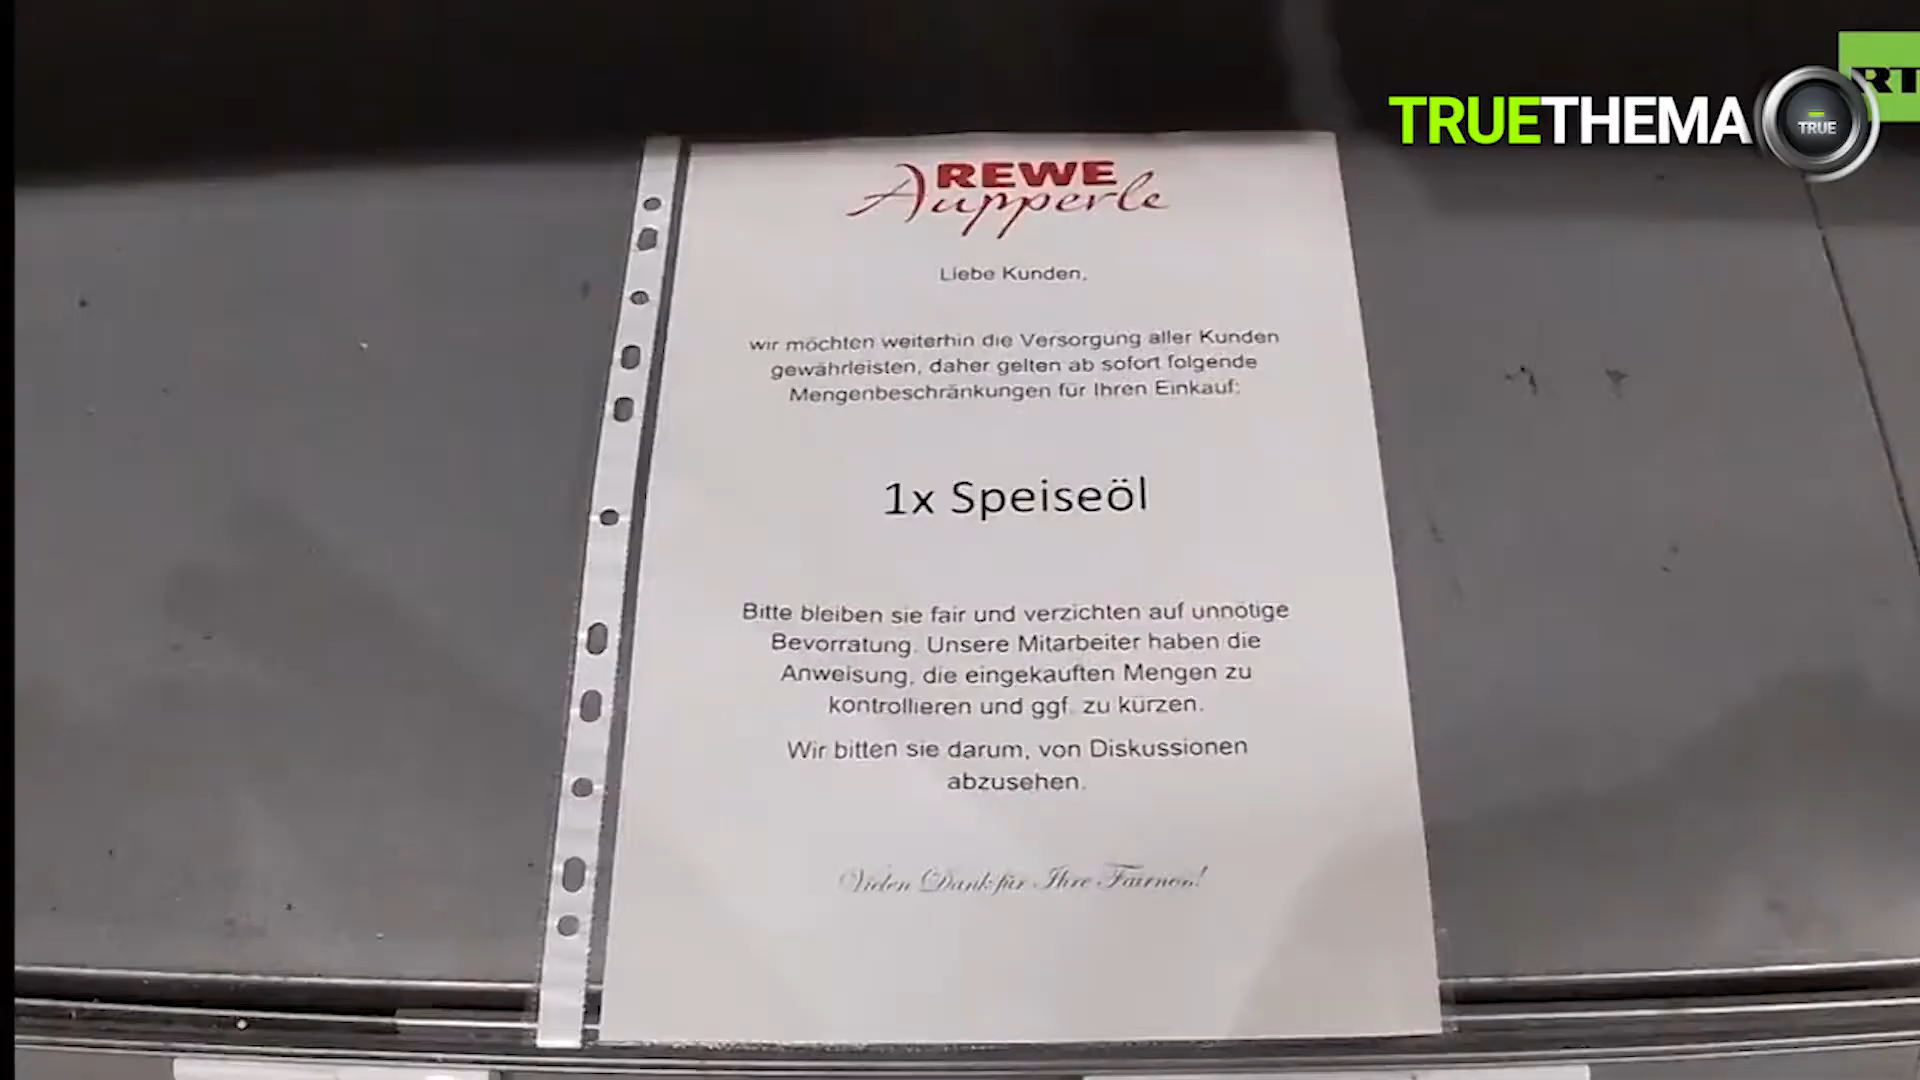 RT
TRUETHEMA
TRUE
REWE
Aupperle
Liebe Kunden,
wir möchten weiterhin die Versorgung aller Kunden
gewährleisten, daher gelten ab sofort folgende
Mengenbeschränkungen für Ihren Einkauf:
1x Speiseöl
Bitte bleiben sie fair und verzichten auf unnötige
Bevorratung. Unsere Mitarbeiter haben die
Anweisung, die eingekauften Mengen zu
kontrollieren und ggf. zu kürzen.
Wir bitten sie darum, von Diskussionen
abzusehen.
Vielen Dank für Ihre Fairness!